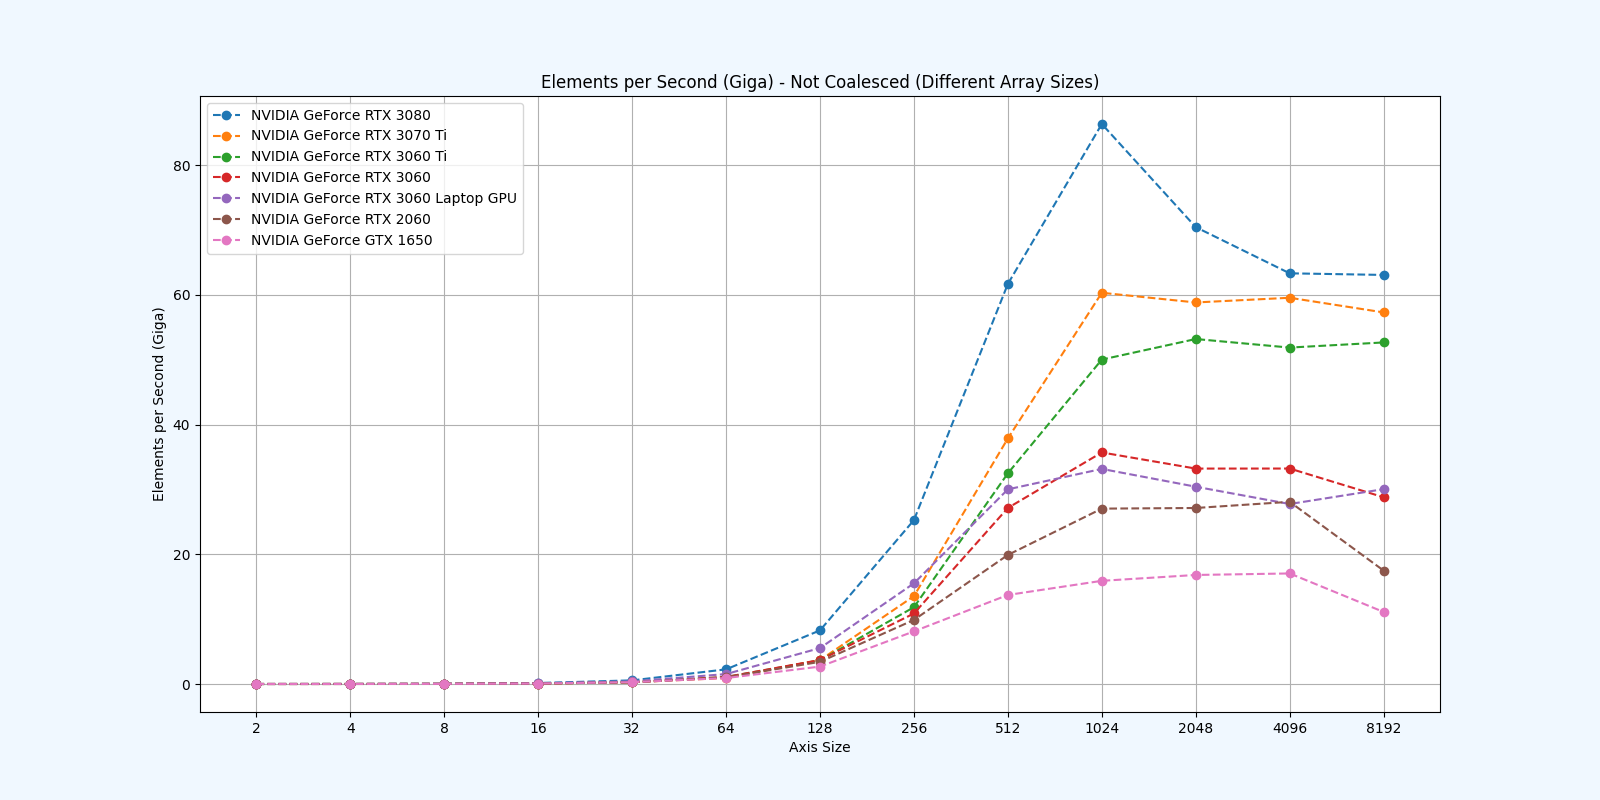 Elements per Second (Giga) - Not Coalesced (Different Array Sizes)
NVIDIA GeForce RTX 3080
NVIDIA GeForce RTX 3070 Ti
NVIDIA GeForce RTX 3060 Ti
NVIDIA GeForce RTX 3060
NVIDIA GeForce RTX 3060 Laptop GPU
NVIDIA GeForce RTX 2060
NVIDIA GeForce GTX 1650
Elements per Second (Giga)
80
60
40
20
0
2 4 8 16 32 64 128 256 512 1024 2048 4096 8192
Axis Size